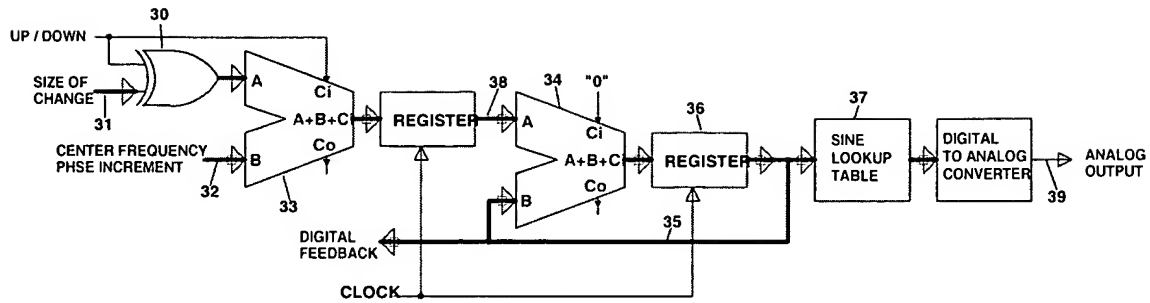 30
UP / DOWN
SIZE OF
CHANGE
31
A
Ci
A+B+C
B
Co
CENTER FREQUENCY
PHSE INCREMENT
32
33
REGISTER
38
34
"0"
A
Ci
A+B+C
B
Co
36
REGISTER
37
SINE
LOOKUP
TABLE
DIGITAL
TO ANALOG
CONVERTER
39
ANALOG
OUTPUT
35
DIGITAL
FEEDBACK
CLOCK